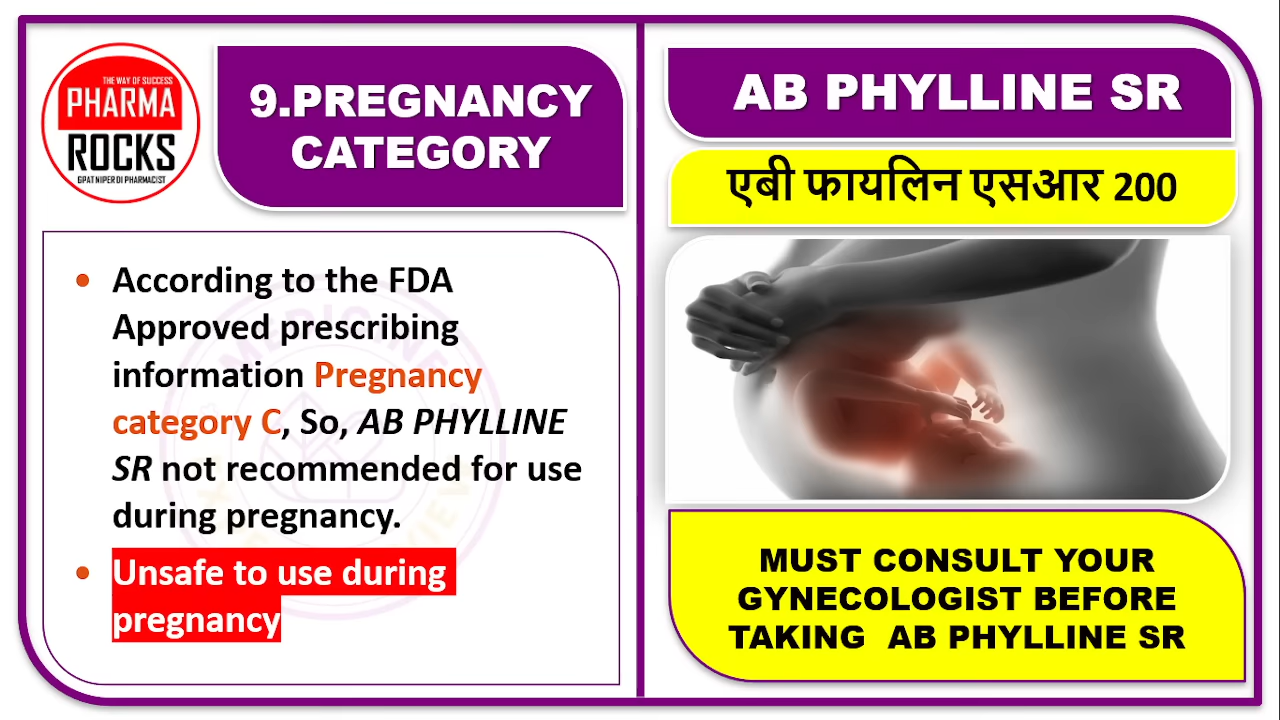 THE WAY OF SUCCESS
PHARMA
ROCKS
GPAT NIPER DI PHARMACIST
9.PREGNANCY
CATEGORY
• According to the FDA
Approved prescribing
information Pregnancy
category C, So, AB PHYLLINE
SR not recommended for use
during pregnancy.
• Unsafe to use during
pregnancy
AB PHYLLINE SR
एबी फायलिन एसआर 200
MUST CONSULT YOUR
GYNECOLOGIST BEFORE
TAKING  AB PHYLLINE SR